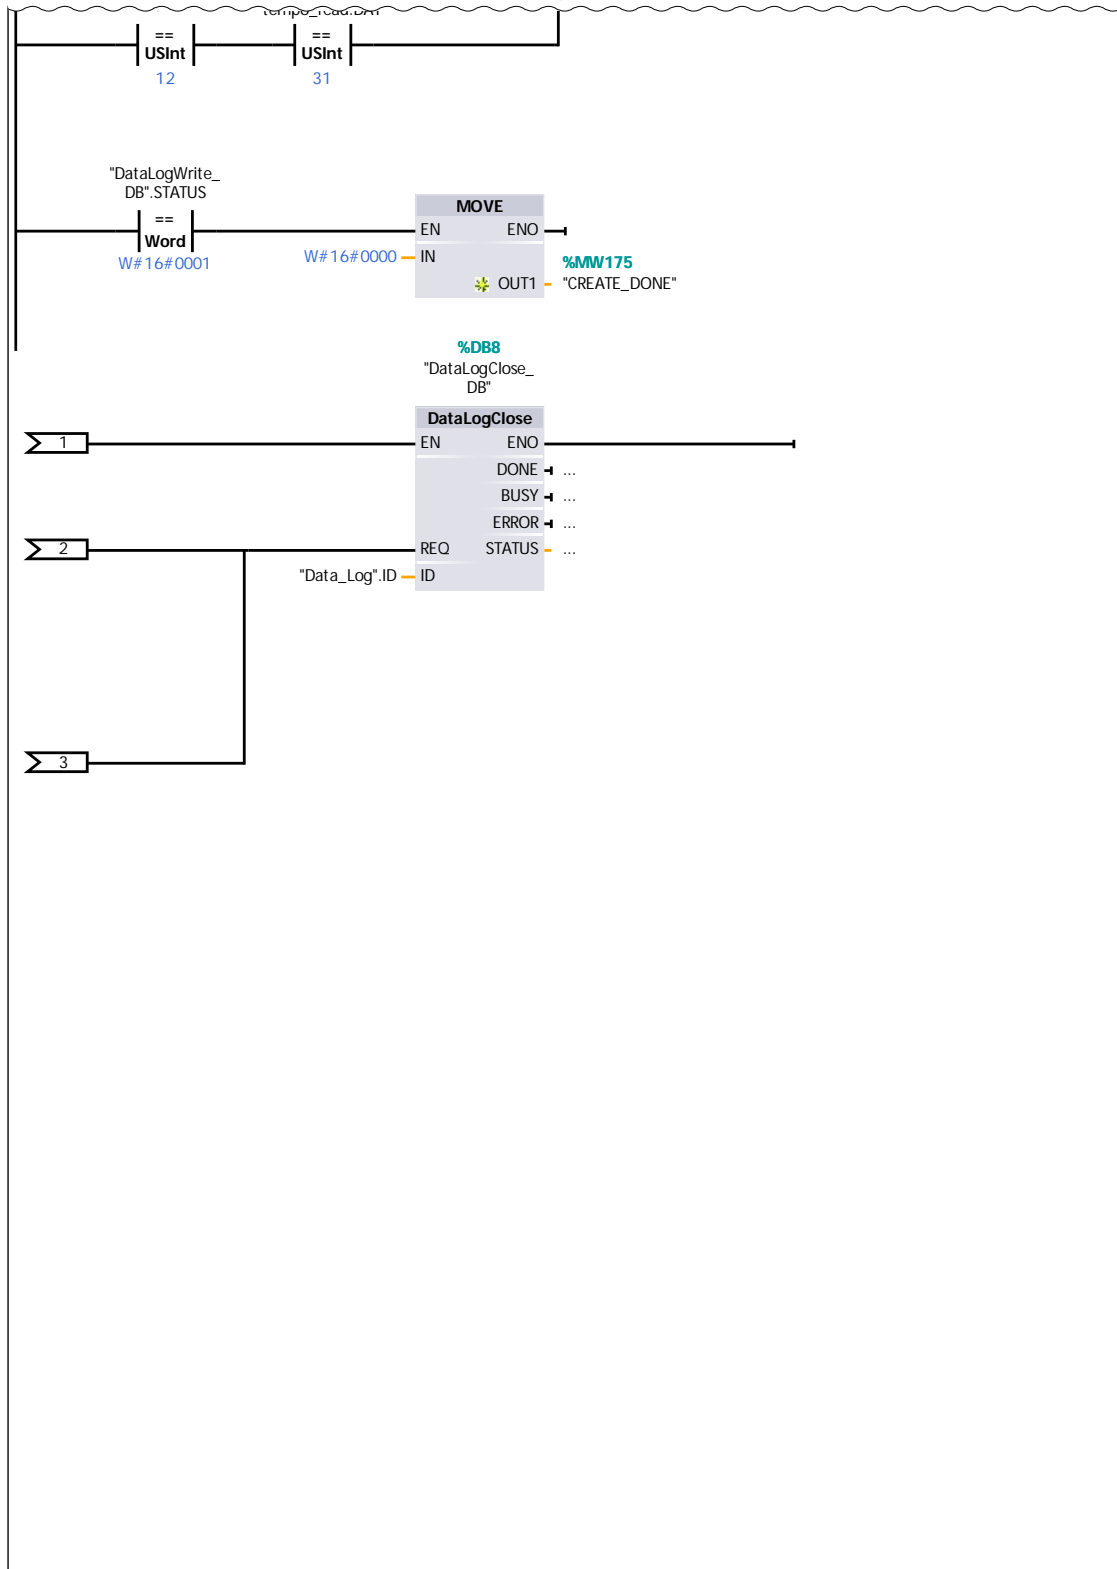 ==
==
USInt
USInt
12
31
"DataLogWrite_
DB".STATUS
==
Word
W#16#0001
MOVE
EN
ENO
W#16#0000
IN
%MW175
OUT1
"CREATE_DONE"
%DB8
"DataLogClose_
DB"
DataLogClose
1
EN
ENO
DONE
...
BUSY
...
ERROR
...
2
REQ
STATUS
...
"Data_Log".ID
ID
3